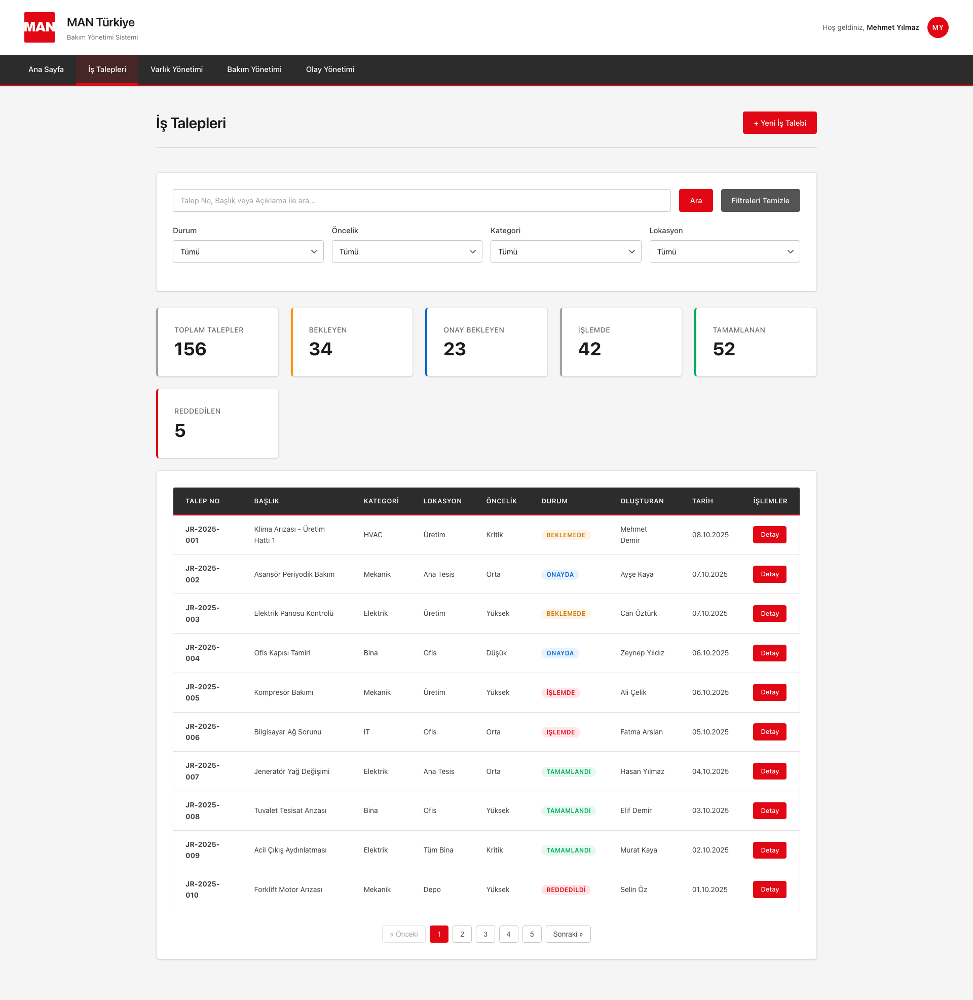 MAN
MAN Türkiye
Bakım Yönetimi Sistemi
Hoş geldiniz, Mehmet Yılmaz
MY
Ana Sayfa
İş Talepleri
Varlık Yönetimi
Bakım Yönetimi
Olay Yönetimi
İş Talepleri
+ Yeni İş Talebi
Talep No, Başlık veya Açıklama ile ara...
Ara
Filtreleri Temizle
Durum
Öncelik
Kategori
Lokasyon
Tümü
Tümü
Tümü
Tümü
TOPLAM TALEPLER
156
BEKLEYEN
34
ONAY BEKLEYEN
23
İŞLEMDE
42
TAMAMLANAN
52
REDDEDİLEN
5
TALEP NO BAŞLIK KATEGORİ LOKASYON ÖNCELİK DURUM OLUŞTURAN TARİH İŞLEMLER
JR-2025-001 Klima Arızası - Üretim Hattı 1 HVAC Üretim Kritik BEKLEMEDE Mehmet Demir 08.10.2025 Detay
JR-2025-002 Asansör Periyodik Bakım Mekanik Ana Tesis Orta ONAYDA Ayşe Kaya 07.10.2025 Detay
JR-2025-003 Elektrik Panosu Kontrolü Elektrik Üretim Yüksek BEKLEMEDE Can Öztürk 07.10.2025 Detay
JR-2025-004 Ofis Kapısı Tamiri Bina Ofis Düşük ONAYDA Zeynep Yıldız 06.10.2025 Detay
JR-2025-005 Kompresör Bakımı Mekanik Üretim Yüksek İŞLEMDE Ali Çelik 06.10.2025 Detay
JR-2025-006 Bilgisayar Ağ Sorunu IT Ofis Orta İŞLEMDE Fatma Arslan 05.10.2025 Detay
JR-2025-007 Jeneratör Yağ Değişimi Elektrik Ana Tesis Orta TAMAMLANDI Hasan Yılmaz 04.10.2025 Detay
JR-2025-008 Tuvalet Tesisat Arızası Bina Ofis Yüksek TAMAMLANDI Elif Demir 03.10.2025 Detay
JR-2025-009 Acil Çıkış Aydınlatması Elektrik Tüm Bina Kritik TAMAMLANDI Murat Kaya 02.10.2025 Detay
JR-2025-010 Forklift Motor Arızası Mekanik Depo Yüksek REDDEDİLDİ Selin Öz 01.10.2025 Detay
« Önceki 1 2 3 4 5 Sonraki »